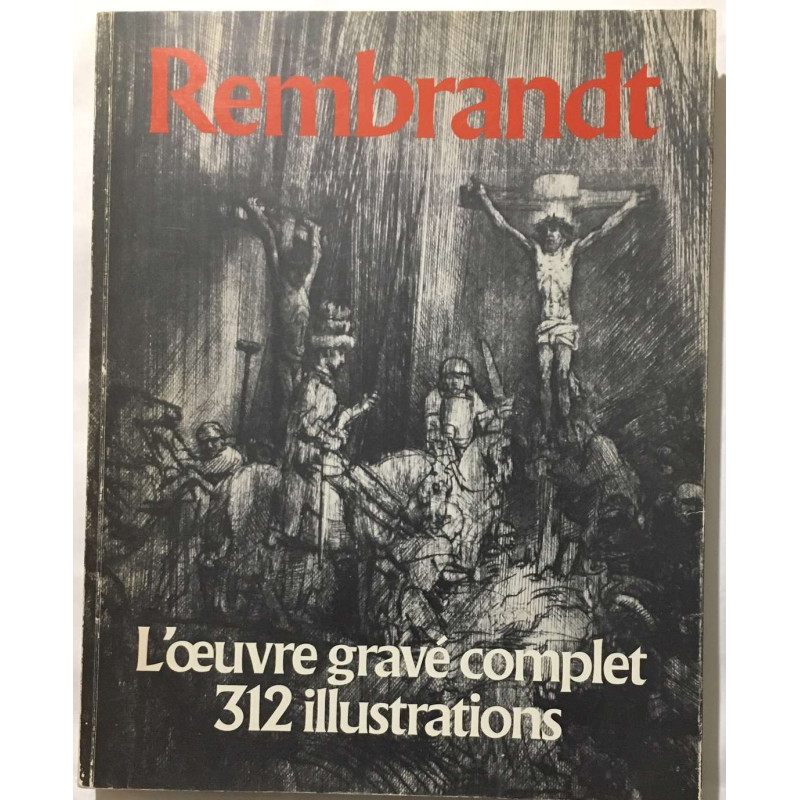 Rembrandt
L'œuvre gravé complet
312 illustrations